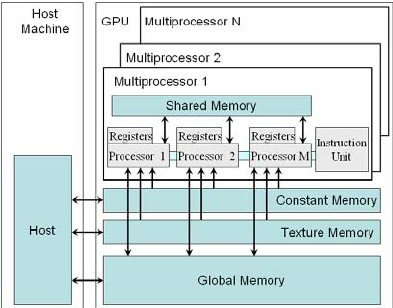 Host
Machine
GPU
Multiprocessor N
Multiprocessor 2
Multiprocessor 1
Shared Memory
Registers
Registers
Registers
Processor 1
Processor 2
Processor M
Instruction
Unit
Host
Constant Memory
Texture Memory
Global Memory